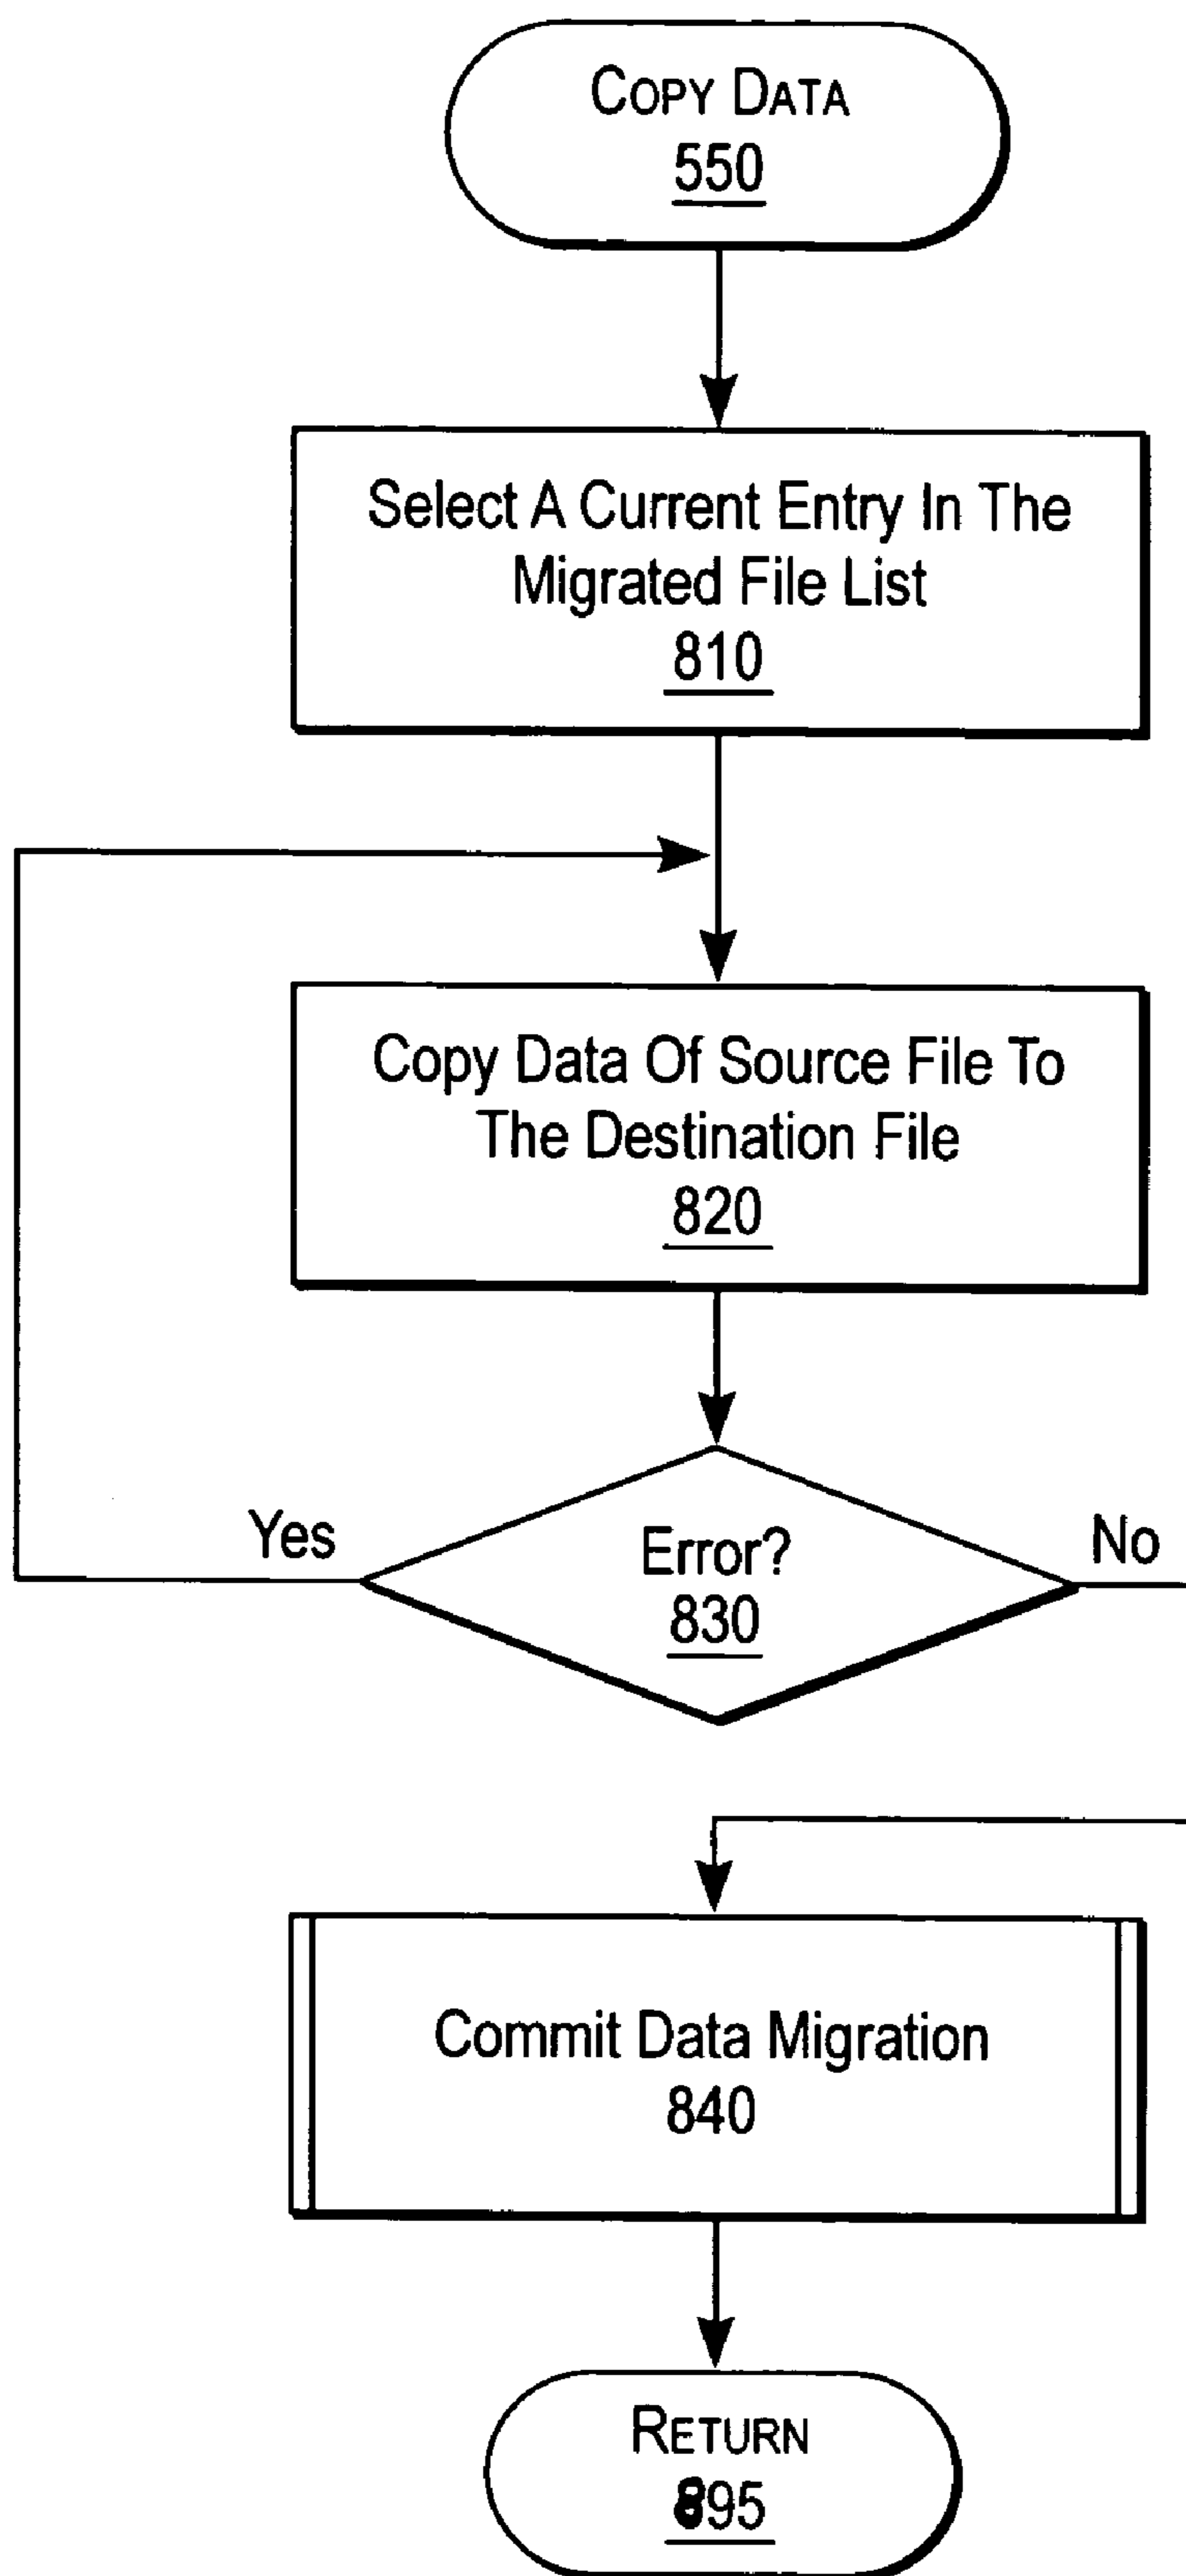 COPY DATA
550
Select A Current Entry In The
Migrated File List
810
Copy Data Of Source File To
The Destination File
820
Yes
Error?
No
830
Commit Data Migration
840
RETURN
895